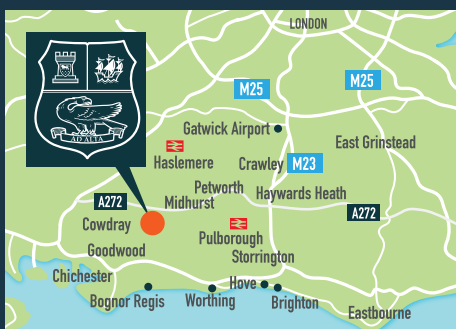 LONDON
M25
M25
AD ALTA
Gatwick Airport
East Grinstead
Haslemere
Crawley
M23
Petworth
Haywards Heath
A272
Midhurst
A272
Cowdray
Pulborough
Goodwood
Storrington
Chichester
Hove
Bognor Regis
Worthing
Brighton
Eastbourne